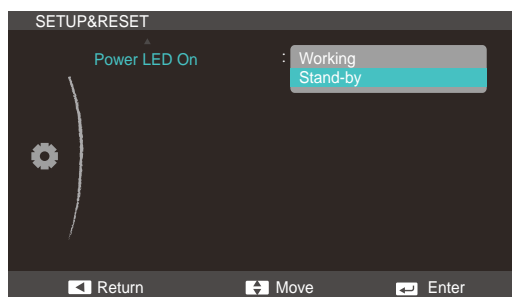 SETUP&RESET
Power LED On : Working
Stand-by
Return Move Enter